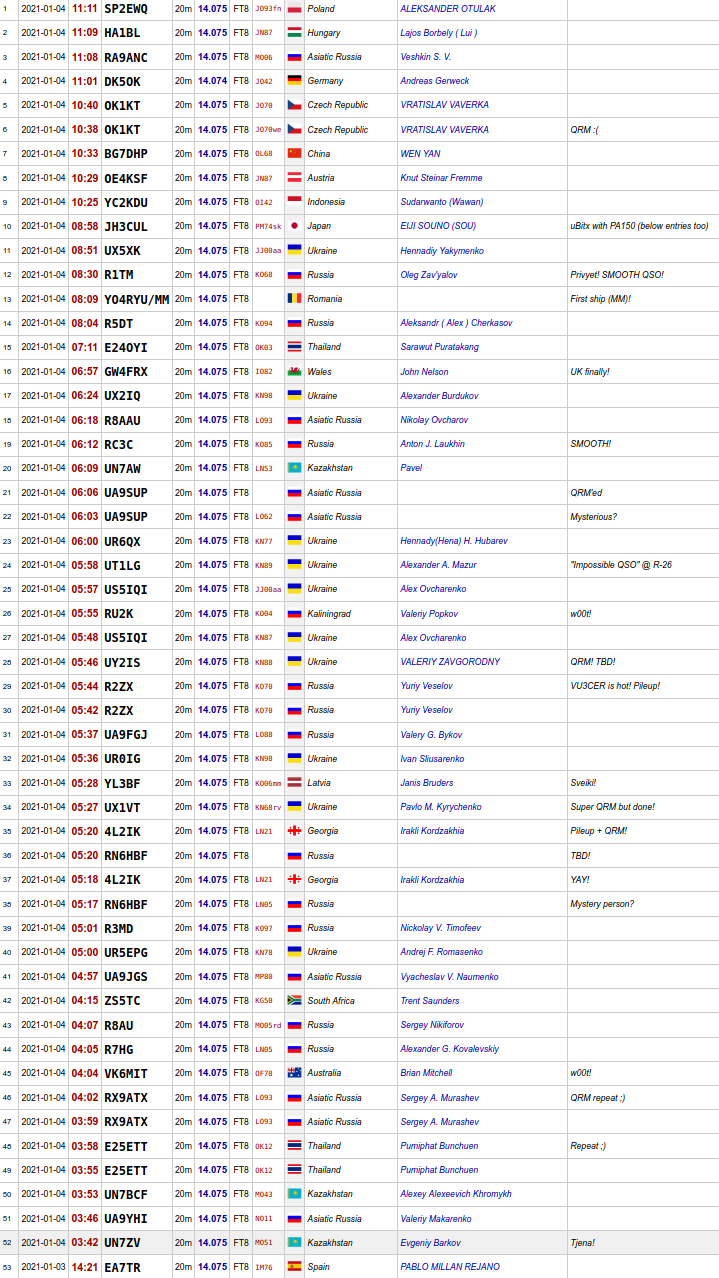 1 2021-01-04 11:11 SP2EWQ 20m 14.075 FT8 JO93fn Poland ALEKSANDER OTULAK
2 2021-01-04 11:09 HA1BL 20m 14.075 FT8 JN87 Hungary Lajos Borbely ( Lui )
3 2021-01-04 11:08 RA9ANC 20m 14.075 FT8 MO06 Asiatic Russia Veshkin S. V.
4 2021-01-04 11:01 DK5OK 20m 14.074 FT8 JO42 Germany Andreas Gerweck
5 2021-01-04 10:40 OK1KT 20m 14.075 FT8 JO70 Czech Republic VRATISLAV VAVERKA
6 2021-01-04 10:38 OK1KT 20m 14.075 FT8 JO70we Czech Republic VRATISLAV VAVERKA QRM :(
7 2021-01-04 10:33 BG7DHP 20m 14.075 FT8 OL68 China WEN YAN
8 2021-01-04 10:29 OE4KSF 20m 14.075 FT8 JN87 Austria Knut Steinar Fremme
9 2021-01-04 10:25 YC2KDU 20m 14.075 FT8 OI42 Indonesia Sudarwanto (Wawan)
10 2021-01-04 08:58 JH3CUL 20m 14.075 FT8 PM74sk Japan EIJI SOUNO (SOU) uBitx with PA150 (below entries too)
11 2021-01-04 08:51 UX5XK 20m 14.075 FT8 JJ00aa Ukraine Hennadiy Yakymenko
12 2021-01-04 08:30 R1TM 20m 14.075 FT8 KO68 Russia Oleg Zav'yalov Privyet! SMOOTH QSO!
13 2021-01-04 08:09 YO4RYU/MM 20m 14.075 FT8 Romania First ship (MM)!
14 2021-01-04 08:04 R5DT 20m 14.075 FT8 KO94 Russia Aleksandr ( Alex ) Cherkasov
15 2021-01-04 07:11 E24OYI 20m 14.075 FT8 OK03 Thailand Sarawut Puratakang
16 2021-01-04 06:57 GW4FRX 20m 14.075 FT8 IO82 Wales John Nelson UK finally!
17 2021-01-04 06:24 UX2IQ 20m 14.075 FT8 KN98 Ukraine Alexander Burdukov
18 2021-01-04 06:18 R8AAU 20m 14.075 FT8 LO93 Asiatic Russia Nikolay Ovcharov
19 2021-01-04 06:12 RC3C 20m 14.075 FT8 KO85 Russia Anton J. Laukhin SMOOTH!
20 2021-01-04 06:09 UN7AW 20m 14.075 FT8 LN53 Kazakhstan Pavel
21 2021-01-04 06:06 UA9SUP 20m 14.075 FT8 Asiatic Russia QRM'ed
22 2021-01-04 06:03 UA9SUP 20m 14.075 FT8 LO62 Asiatic Russia Mysterious?
23 2021-01-04 06:00 UR6QX 20m 14.075 FT8 KN77 Ukraine Hennady(Hena) H. Hubarev
24 2021-01-04 05:58 UT1LG 20m 14.075 FT8 KN89 Ukraine Alexander A. Mazur "Impossible QSO" @ R-26
25 2021-01-04 05:57 US5IQI 20m 14.075 FT8 JJ00aa Ukraine Alex Ovcharenko
26 2021-01-04 05:55 RU2K 20m 14.075 FT8 KO04 Kaliningrad Valeriy Popkov w00t!
27 2021-01-04 05:48 US5IQI 20m 14.075 FT8 KN87 Ukraine Alex Ovcharenko
28 2021-01-04 05:46 UY2IS 20m 14.075 FT8 KN88 Ukraine VALERIY ZAVGORODNY QRM! TBD!
29 2021-01-04 05:44 R2ZX 20m 14.075 FT8 KO70 Russia Yuriy Veselov VU3CER is hot! Pileup!
30 2021-01-04 05:42 R2ZX 20m 14.075 FT8 KO70 Russia Yuriy Veselov
31 2021-01-04 05:37 UA9FGJ 20m 14.075 FT8 LO88 Russia Valery G. Bykov
32 2021-01-04 05:36 UR0IG 20m 14.075 FT8 KN98 Ukraine Ivan Sliusarenko
33 2021-01-04 05:28 YL3BF 20m 14.075 FT8 KO06mm Latvia Janis Bruders Sveiki!
34 2021-01-04 05:27 UX1VT 20m 14.075 FT8 KN68rv Ukraine Pavlo M. Kyrychenko Super QRM but done!
35 2021-01-04 05:20 4L2IK 20m 14.075 FT8 LN21 Georgia Irakli Kordzakhia Pileup + QRM!
36 2021-01-04 05:20 RN6HBF 20m 14.075 FT8 Russia TBD!
37 2021-01-04 05:18 4L2IK 20m 14.075 FT8 LN21 Georgia Irakli Kordzakhia YAY!
38 2021-01-04 05:17 RN6HBF 20m 14.075 FT8 LN05 Russia Mystery person?
39 2021-01-04 05:01 R3MD 20m 14.075 FT8 KO97 Russia Nickolay V. Timofeev
40 2021-01-04 05:00 UR5EPG 20m 14.075 FT8 KN78 Ukraine Andrej F. Romasenko
41 2021-01-04 04:57 UA9JGS 20m 14.075 FT8 MP80 Asiatic Russia Vyacheslav V. Naumenko
42 2021-01-04 04:15 ZS5TC 20m 14.075 FT8 KG50 South Africa Trent Saunders
43 2021-01-04 04:07 R8AU 20m 14.075 FT8 MO05rd Russia Sergey Nikiforov
44 2021-01-04 04:05 R7HG 20m 14.075 FT8 LN05 Russia Alexander G. Kovalevskiy
45 2021-01-04 04:04 VK6MIT 20m 14.075 FT8 OF78 Australia Brian Mitchell w00t!
46 2021-01-04 04:02 RX9ATX 20m 14.075 FT8 LO93 Asiatic Russia Sergey A. Murashev QRM repeat ;)
47 2021-01-04 03:59 RX9ATX 20m 14.075 FT8 LO93 Asiatic Russia Sergey A. Murashev
48 2021-01-04 03:58 E25ETT 20m 14.075 FT8 OK12 Thailand Pumiphat Bunchuen Repeat ;)
49 2021-01-04 03:55 E25ETT 20m 14.075 FT8 OK12 Thailand Pumiphat Bunchuen
50 2021-01-04 03:53 UN7BCF 20m 14.075 FT8 MO43 Kazakhstan Alexey Alexeevich Khromykh
51 2021-01-04 03:46 UA9YHI 20m 14.075 FT8 NO11 Asiatic Russia Valeriy Makarenko
52 2021-01-04 03:42 UN7ZV 20m 14.075 FT8 MO51 Kazakhstan Evgeniy Barkov Tjena!
53 2021-01-03 14:21 EA7TR 20m 14.075 FT8 IM76 Spain PABLO MILLAN REJANO